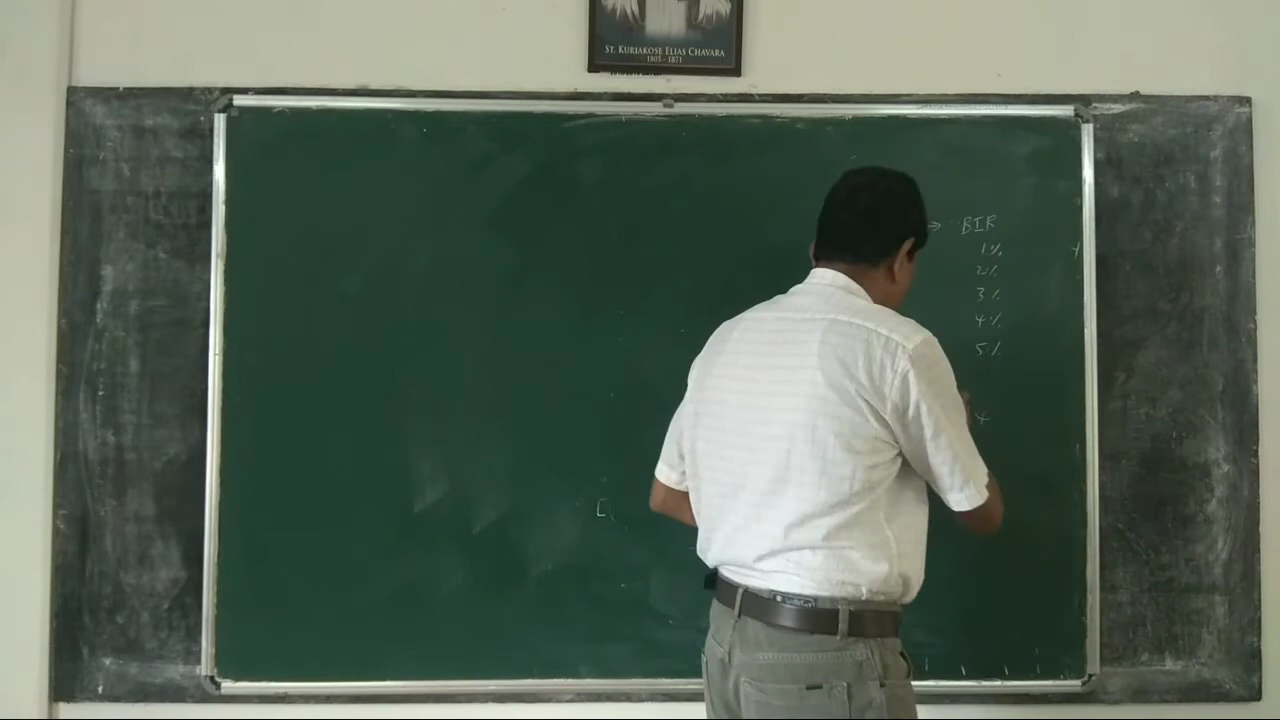 St. Kuriakose Elias Chavara
1805 - 1871
→ BIR
1%
2%
3%
4%
5%